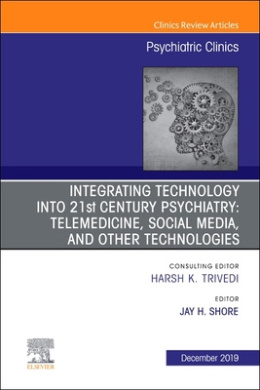 Clinics Review Articles
Psychiatric Clinics
INTEGRATING TECHNOLOGY
INTO 21st CENTURY PSYCHIATRY:
TELEMEDICINE, SOCIAL MEDIA,
AND OTHER TECHNOLOGIES
CONSULTING EDITOR
HARSH K. TRIVEDI
EDITOR
JAY H. SHORE
ELSEVIER
December 2019